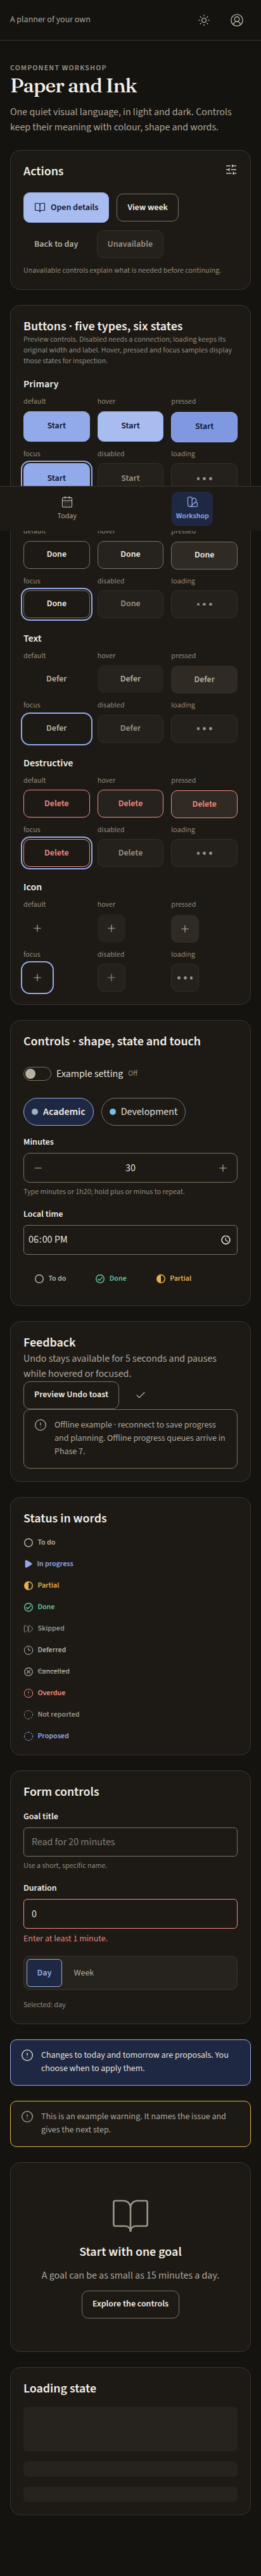 A planner of your own
COMPONENT WORKSHOP
Paper and Ink
One quiet visual language, in light and dark. Controls
keep their meaning with colour, shape and words.
Actions
Open details
View week
Back to day
Unavailable
Unavailable controls explain what is needed before continuing.
Buttons · five types, six states
Preview controls. Disabled needs a connection; loading keeps its
original width and label. Hover, pressed and focus samples display
those states for inspection.
Primary
default hover pressed
Start Start Start
focus disabled loading
Start Start
Today Workshop
default hover pressed
Done Done Done
focus disabled loading
Done Done
Text
default hover pressed
Defer Defer Defer
focus disabled loading
Defer Defer
Destructive
default hover pressed
Delete Delete Delete
focus disabled loading
Delete Delete
Icon
default hover pressed
focus disabled loading
Controls · shape, state and touch
Example setting Off
Academic Development
Minutes
30
Type minutes or 1h20; hold plus or minus to repeat.
Local time
06:00 PM
To do Done Partial
Feedback
Undo stays available for 5 seconds and pauses
while hovered or focused.
Preview Undo toast
Offline example · reconnect to save progress
and planning. Offline progress queues arrive in
Phase 7.
Status in words
To do
In progress
Partial
Done
Skipped
Deferred
Cancelled
Overdue
Not reported
Proposed
Form controls
Goal title
Read for 20 minutes
Use a short, specific name.
Duration
0
Enter at least 1 minute.
Day Week
Selected: day
Changes to today and tomorrow are proposals. You
choose when to apply them.
This is an example warning. It names the issue and
gives the next step.
Start with one goal
A goal can be as small as 15 minutes a day.
Explore the controls
Loading state